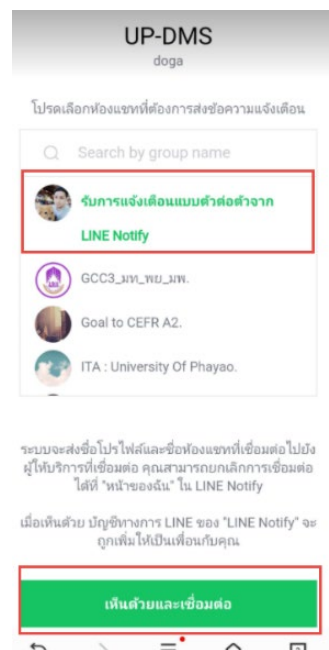 UP-DMS
doga
โปรดเลือกห้องแชทที่ต้องการส่งข้อความแจ้งเตือน
Search by group name
รับการแจ้งเตือนแบบตัวต่อตัวจาก
LINE Notify
GCC3_มท_พย_มพ.
Goal to CEFR A2.
ITA : University Of Phayao.
ระบบจะส่งชื่อโปรไฟล์และชื่อห้องแชทที่เชื่อมต่อไปยัง
ผู้ให้บริการที่เชื่อมต่อ คุณสามารถยกเลิกการเชื่อมต่อ
ได้ที่ "หน้าของฉัน" ใน LINE Notify
เมื่อเห็นด้วย บัญชีทางการ LINE ของ "LINE Notify" จะ
ถูกเพิ่มให้เป็นเพื่อนกับคุณ
เห็นด้วยและเชื่อมต่อ